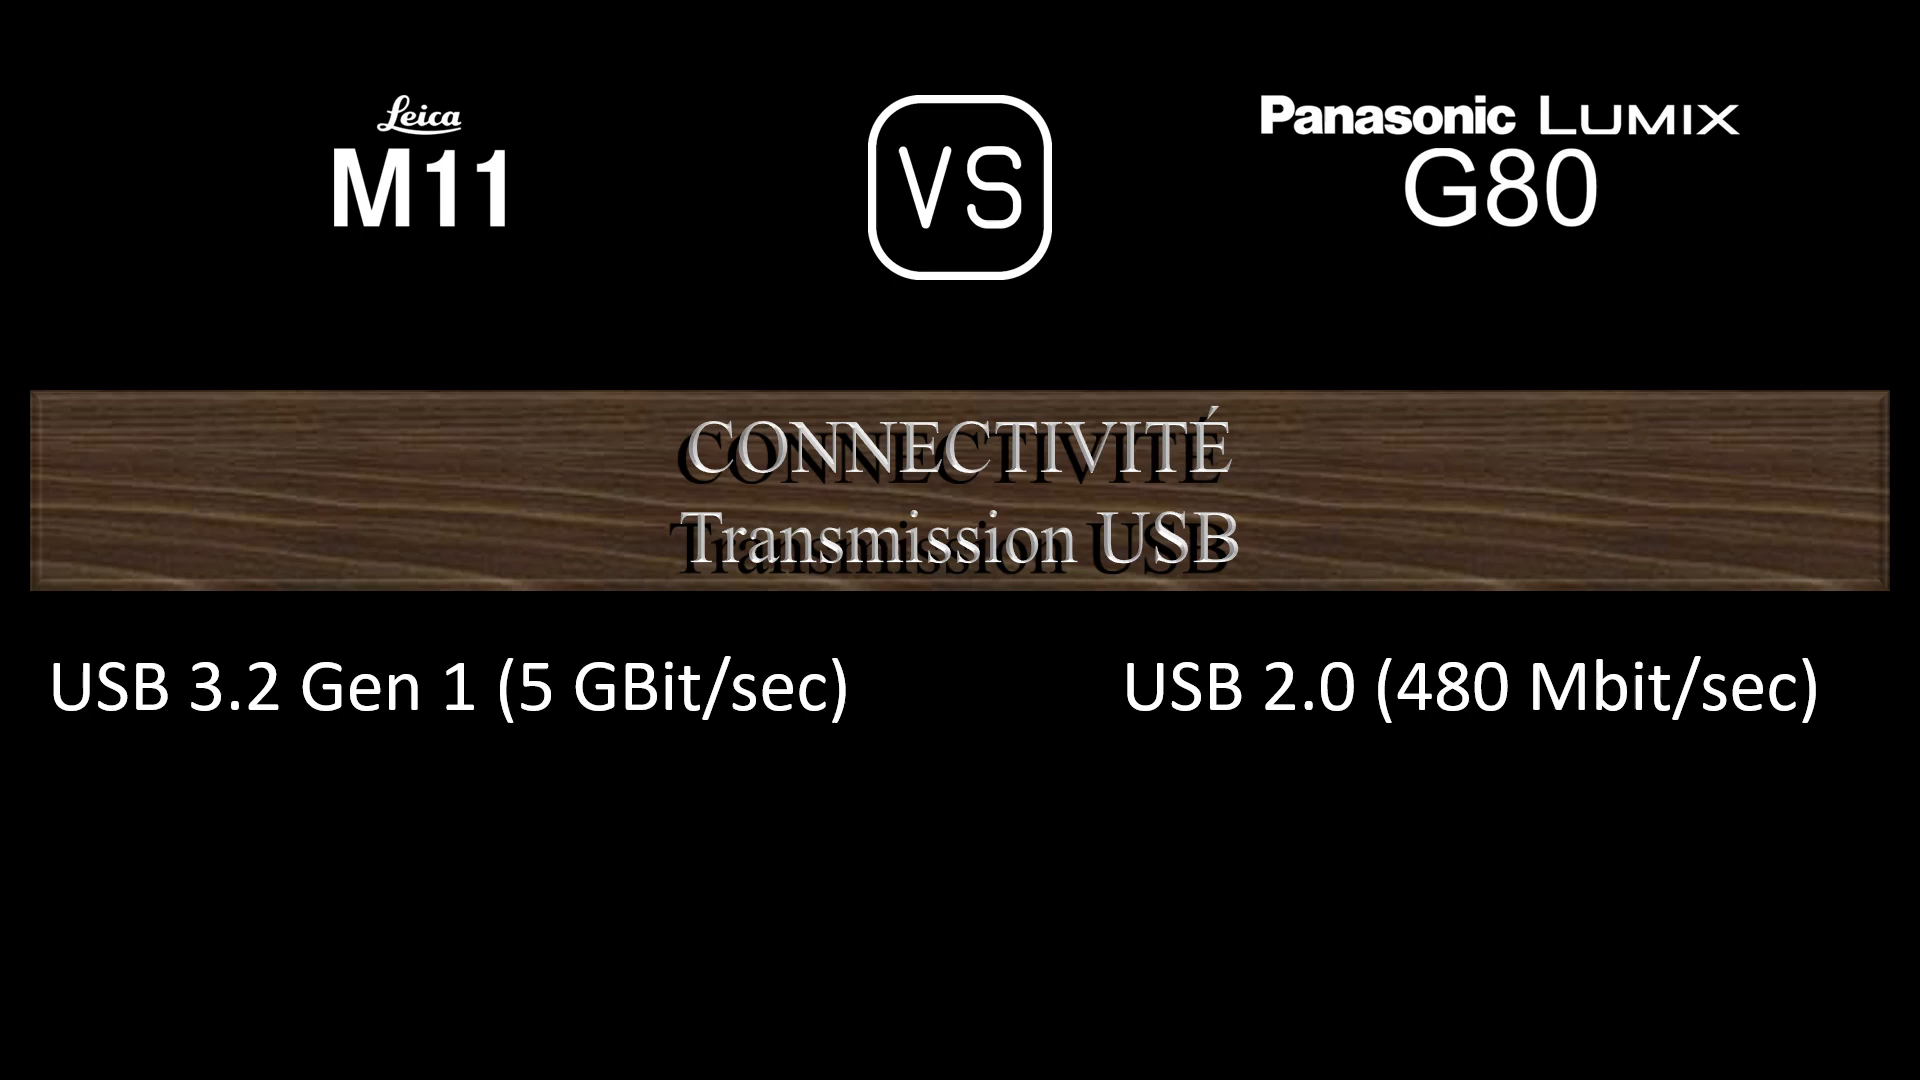 Leica
M11
VS
Panasonic LUMIX
G80
CONNECTIVITÉ
Transmission USB
USB 3.2 Gen 1 (5 GBit/sec)
USB 2.0 (480 Mbit/sec)